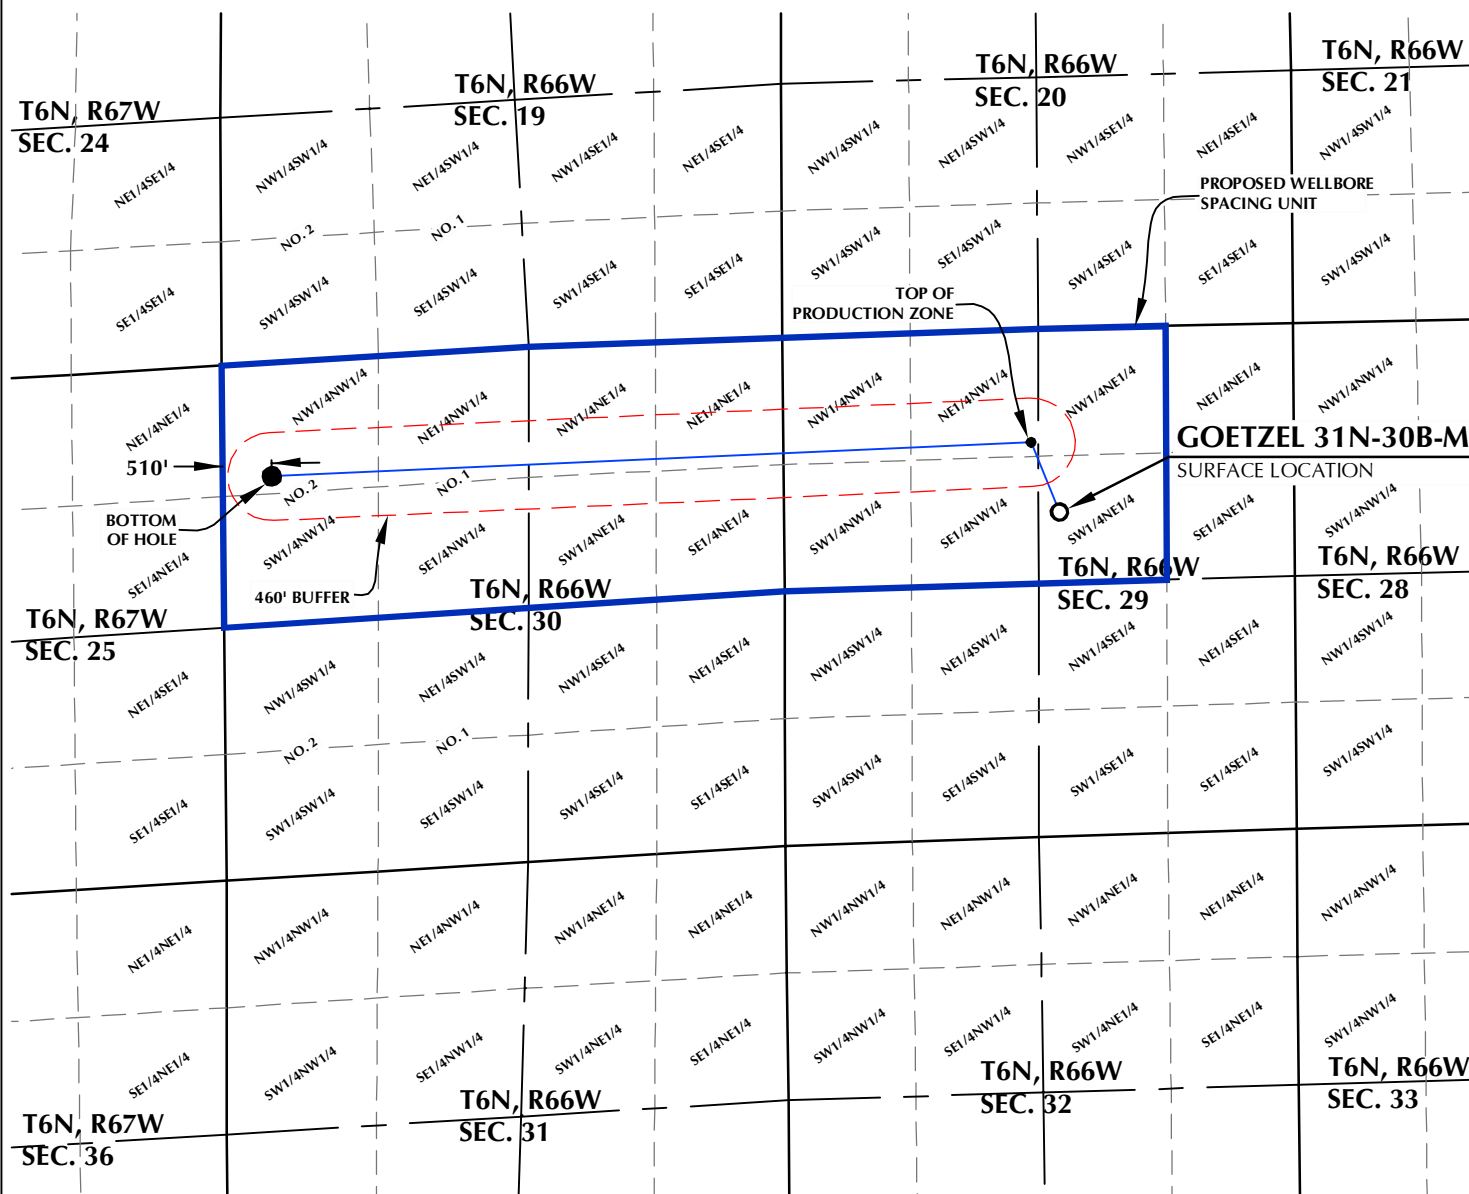 T6N, R66W
SEC. 21
T6N, R66W
SEC. 20
T6N, R66W
SEC. 19
T6N, R67W
SEC. 24
NE1/4SE1/4
NW1/4SW1/4
NE1/4SW1/4
NW1/4SE1/4
NE1/4SE1/4
NW1/4SW1/4
NE1/4SW1/4
NW1/4SE1/4
NE1/4SE1/4
NW1/4SW1/4
PROPOSED WELLBORE
SPACING UNIT
NO. 2
NO. 1
SE1/4SE1/4
SW1/4SW1/4
SE1/4SW1/4
SW1/4SE1/4
SE1/4SE1/4
SW1/4SW1/4
SE1/4SW1/4
SW1/4SE1/4
SE1/4SE1/4
SW1/4SW1/4
TOP OF
PRODUCTION ZONE
NE1/4NE1/4
NW1/4NW1/4
NE1/4NW1/4
NW1/4NE1/4
NE1/4NE1/4
NW1/4NW1/4
NE1/4NW1/4
NW1/4NE1/4
NE1/4NE1/4
NW1/4NW1/4
GOETZEL 31N-30B-M
SURFACE LOCATION
510'
NO. 2
NO. 1
BOTTOM
OF HOLE
SE1/4NE1/4
SW1/4NW1/4
SE1/4NW1/4
SW1/4NE1/4
SE1/4NE1/4
SW1/4NW1/4
SE1/4NW1/4
SW1/4NE1/4
SE1/4NE1/4
SW1/4NW1/4
460' BUFFER
T6N, R66W
SEC. 30
T6N, R66W
SEC. 29
T6N, R66W
SEC. 28
T6N, R67W
SEC. 25
NE1/4SE1/4
NW1/4SW1/4
NE1/4SW1/4
NW1/4SE1/4
NE1/4SE1/4
NW1/4SW1/4
NE1/4SW1/4
NW1/4SE1/4
NE1/4SE1/4
NW1/4SW1/4
NO. 2
NO. 1
SE1/4SE1/4
SW1/4SW1/4
SE1/4SW1/4
SW1/4SE1/4
SE1/4SE1/4
SW1/4SW1/4
SE1/4SW1/4
SW1/4SE1/4
SE1/4SE1/4
SW1/4SW1/4
NE1/4NE1/4
NW1/4NW1/4
NE1/4NW1/4
NW1/4NE1/4
NE1/4NE1/4
NW1/4NW1/4
NE1/4NW1/4
NW1/4NE1/4
NE1/4NE1/4
NW1/4NW1/4
SE1/4NE1/4
SW1/4NW1/4
SE1/4NW1/4
SW1/4NE1/4
SE1/4NE1/4
SW1/4NW1/4
SE1/4NW1/4
SW1/4NE1/4
SE1/4NE1/4
SW1/4NW1/4
T6N, R67W
SEC. 36
T6N, R66W
SEC. 31
T6N, R66W
SEC. 32
T6N, R66W
SEC. 33